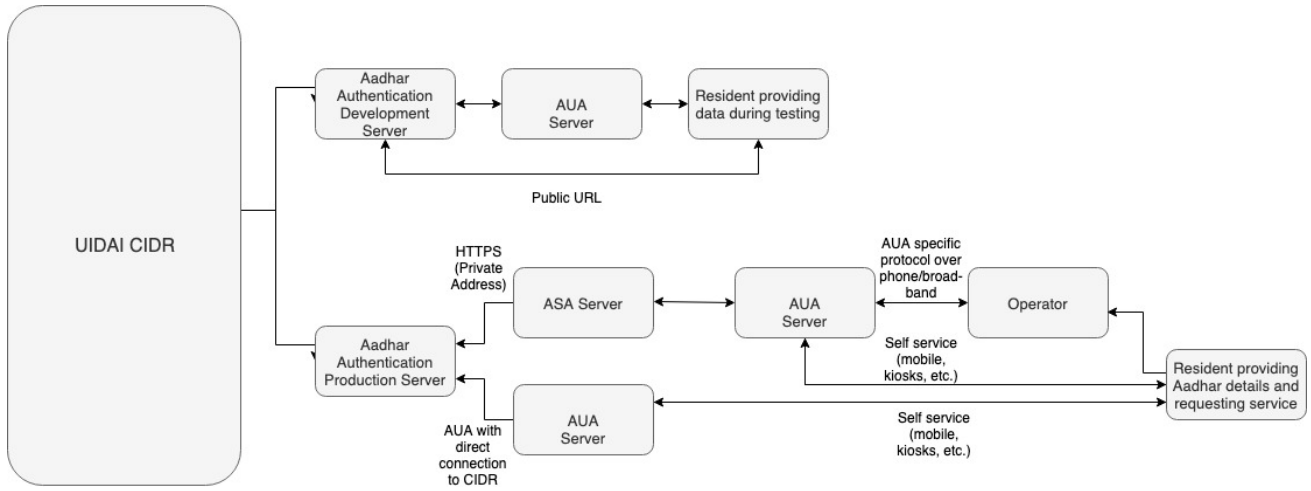 UIDAI CIDR
Aadhar
Authentication
Development
Server
AUA
Server
Resident providing
data during testing
Public URL
HTTPS
(Private
Address)
ASA Server
AUA
Server
AUA specific
protocol over
phone/broad-
band
Operator
Aadhar
Authentication
Production Server
Self service
(mobile,
kiosks, etc.)
Resident providing
Aadhar details and
requesting service
AUA with
direct
connection
to CIDR
AUA
Server
Self service
(mobile,
kiosks, etc.)